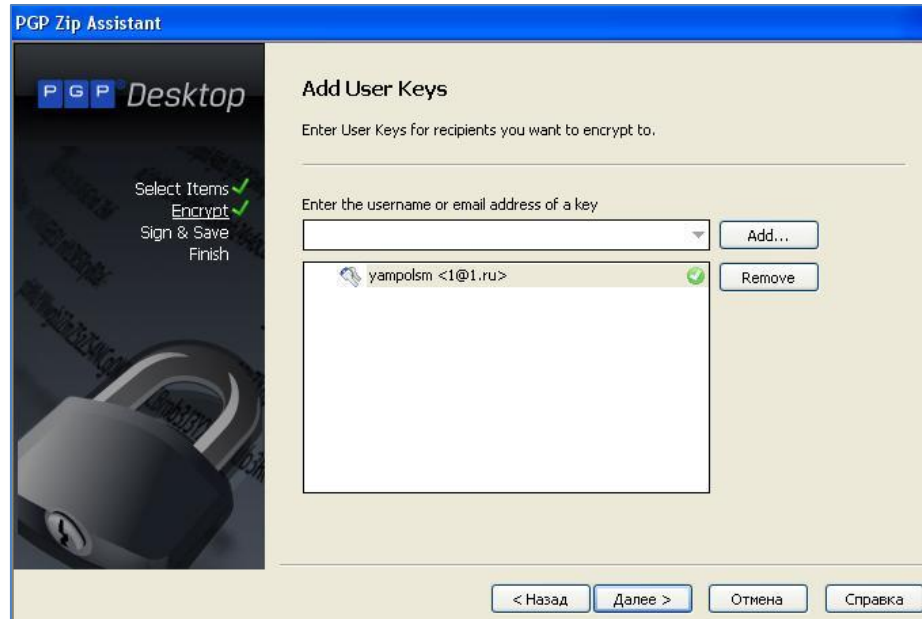 PGP Zip Assistant
PGP Desktop
Select Items
Encrypt
Sign & Save
Finish
Add User Keys
Enter User Keys for recipients you want to encrypt to.
Enter the username or email address of a key
Add...
yampolsm <1@1.ru>
Remove
< Назад
Далее >
Отмена
Справка